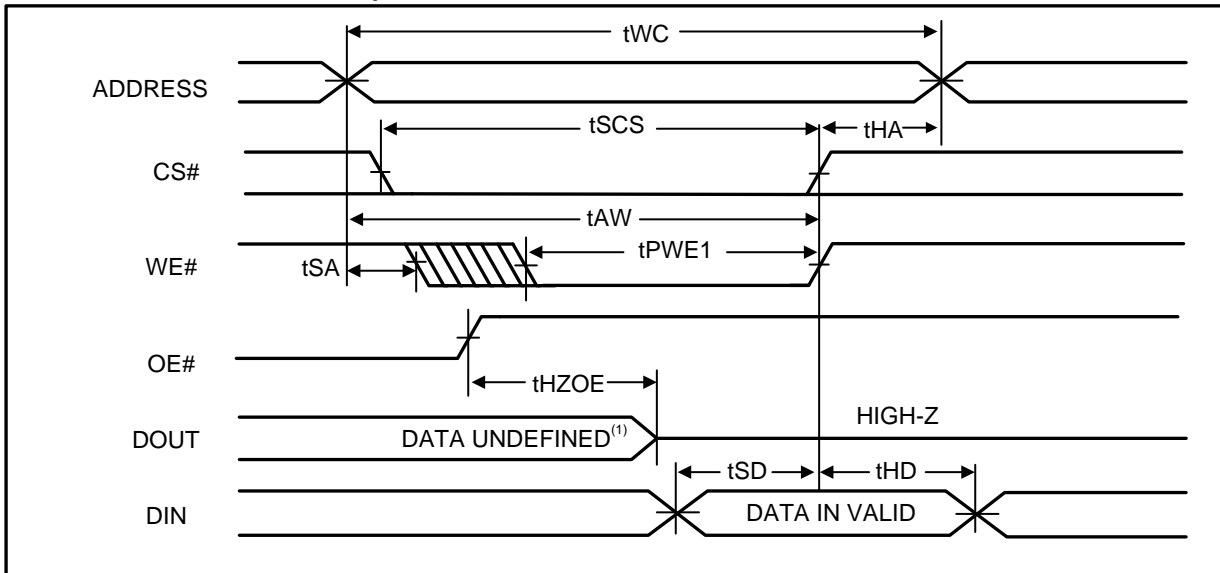 tWC
ADDRESS
tSCS
tHA
CS#
tAW
WE#
tSA
tPWE1
OE#
tHZOE
HIGH-Z
DOUT
DATA UNDEFINED(1)
tSD
tHD
DIN
DATA IN VALID